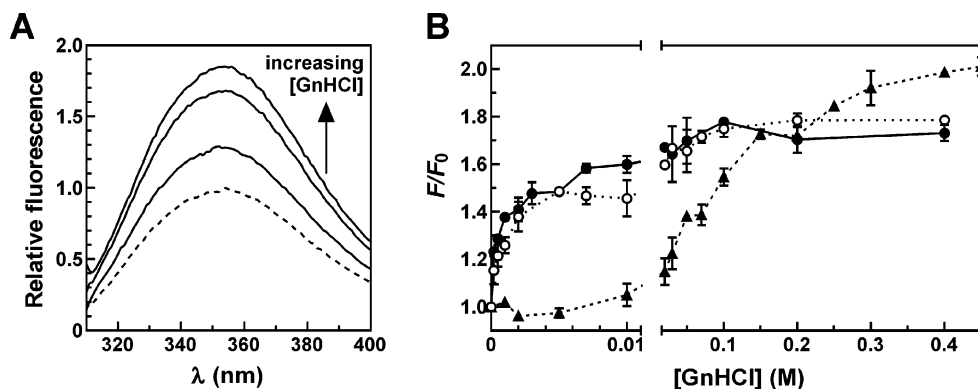 A
Relative fluorescence
2.0
1.5
1.0
0.5
0
increasing
[GnHCl]
320 340 360 380 400
λ (nm)
B
F/F0
2.0
1.8
1.6
1.4
1.2
1.0
0 0.01 0.1 0.2 0.3 0.4
[GnHCl] (M)